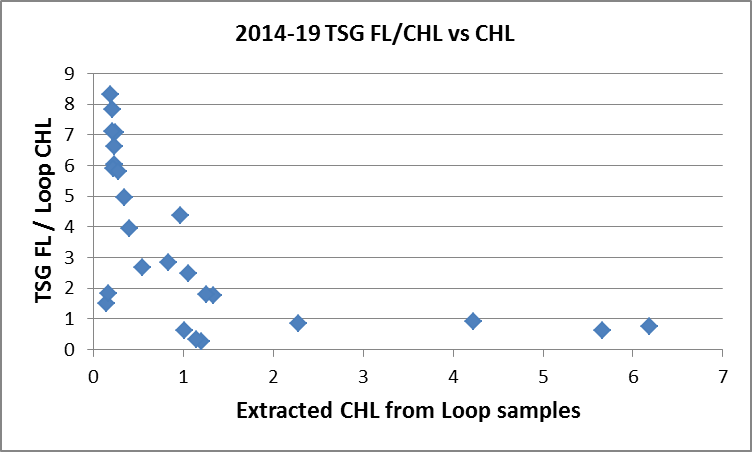 2014-19 TSG FL/CHL vs CHL
TSG FL / Loop CHL
9
8
7
6
5
4
3
2
1
0
0 1 2 3 4 5 6 7
Extracted CHL from Loop samples